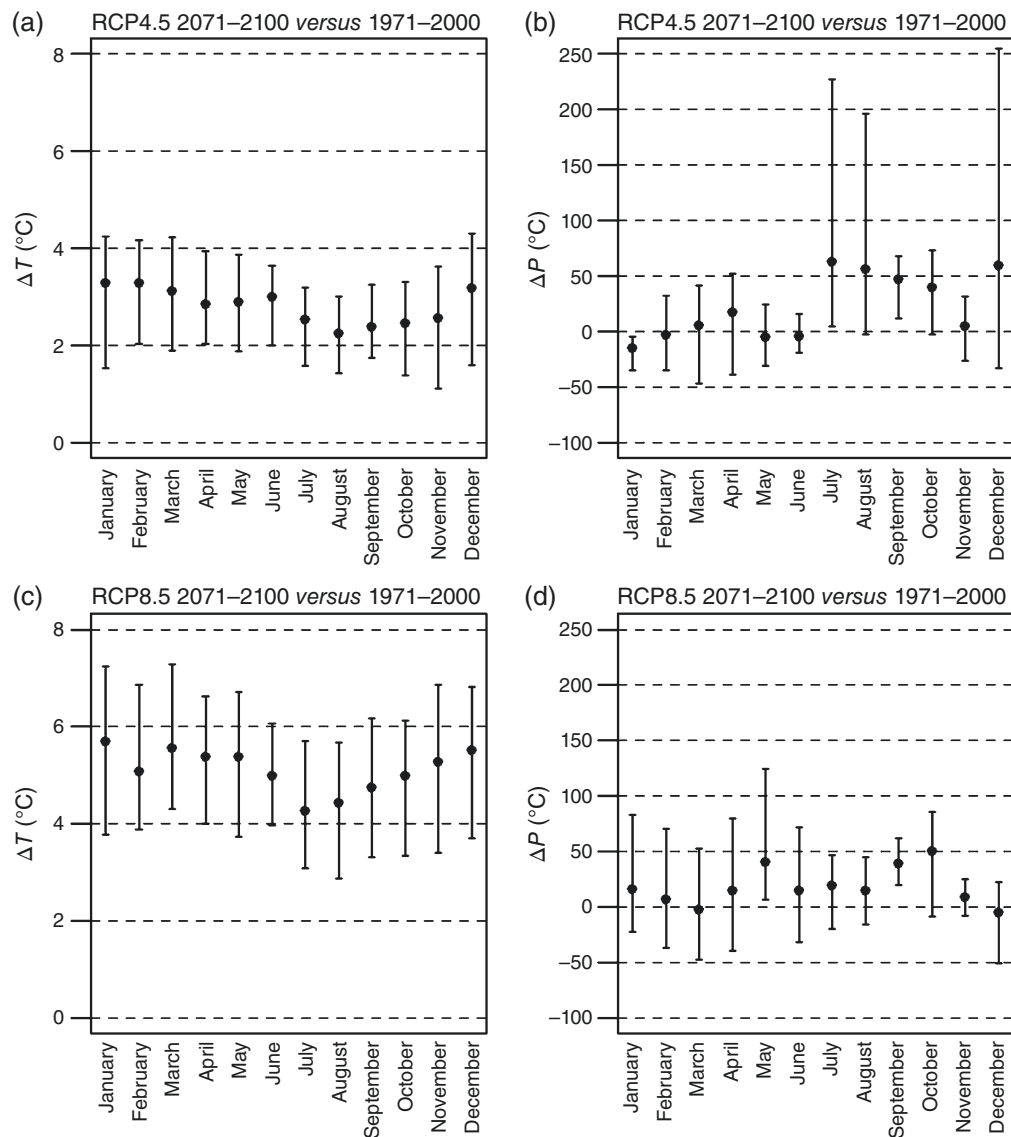 (a) RCP4.5 2071–2100 versus 1971–2000
8
6
4
2
0
ΔT (°C)
January
February
March
April
May
June
July
August
September
October
November
December
(b) RCP4.5 2071–2100 versus 1971–2000
250
200
150
100
50
0
−50
−100
ΔP (°C)
January
February
March
April
May
June
July
August
September
October
November
December
(c) RCP8.5 2071–2100 versus 1971–2000
8
6
4
2
0
ΔT (°C)
January
February
March
April
May
June
July
August
September
October
November
December
(d) RCP8.5 2071–2100 versus 1971–2000
250
200
150
100
50
0
−50
−100
ΔP (°C)
January
February
March
April
May
June
July
August
September
October
November
December